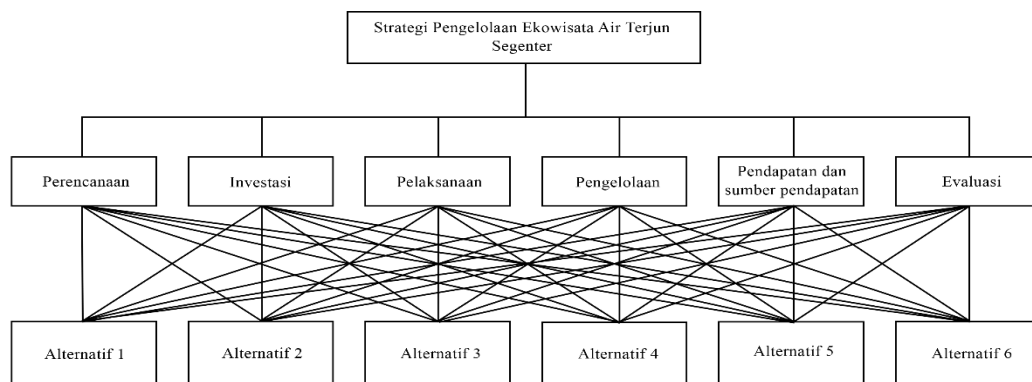 Strategi Pengelolaan Ekowisata Air Terjun
Segenter
Perencanaan
Investasi
Pelaksanaan
Pengelolaan
Pendapatan dan
sumber pendapatan
Evaluasi
Alternatif 1
Alternatif 2
Alternatif 3
Alternatif 4
Alternatif 5
Alternatif 6